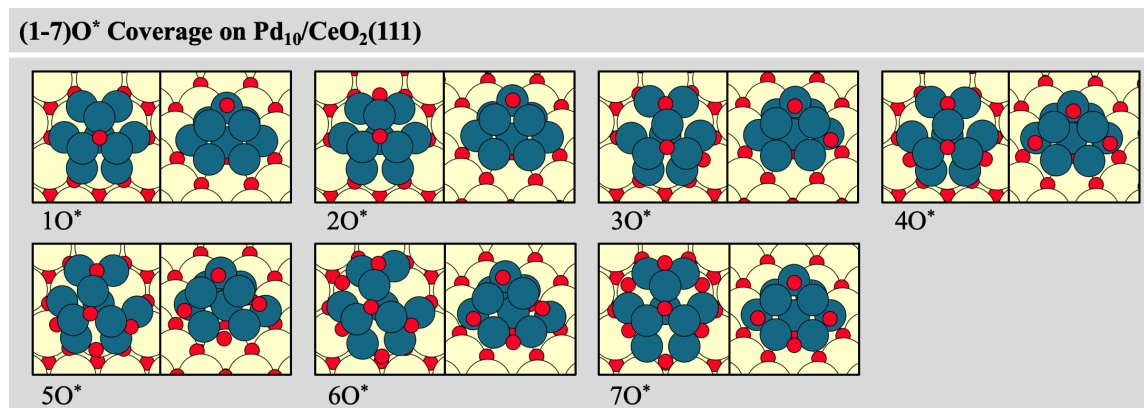 (1-7)O* Coverage on Pd₁₀/CeO₂(111)
1O*
2O*
3O*
4O*
5O*
6O*
7O*